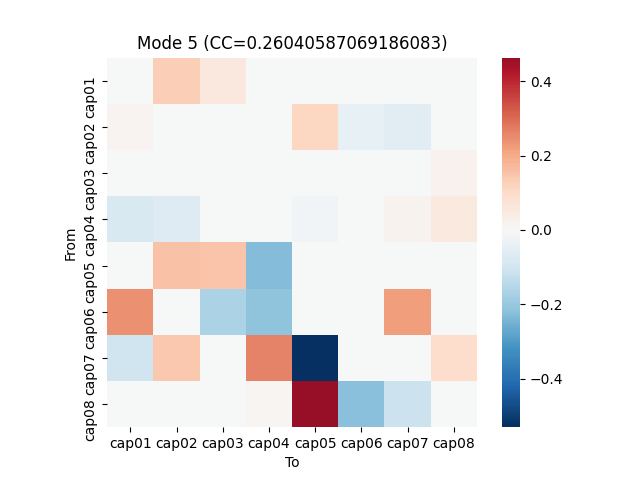 Mode 5 (CC=0.26040587069186083)
From
cap01
cap02
cap03
cap04
cap05
cap06
cap07
cap08
cap01 cap02 cap03 cap04 cap05 cap06 cap07 cap08
To
0.4
0.2
0.0
−0.2
−0.4